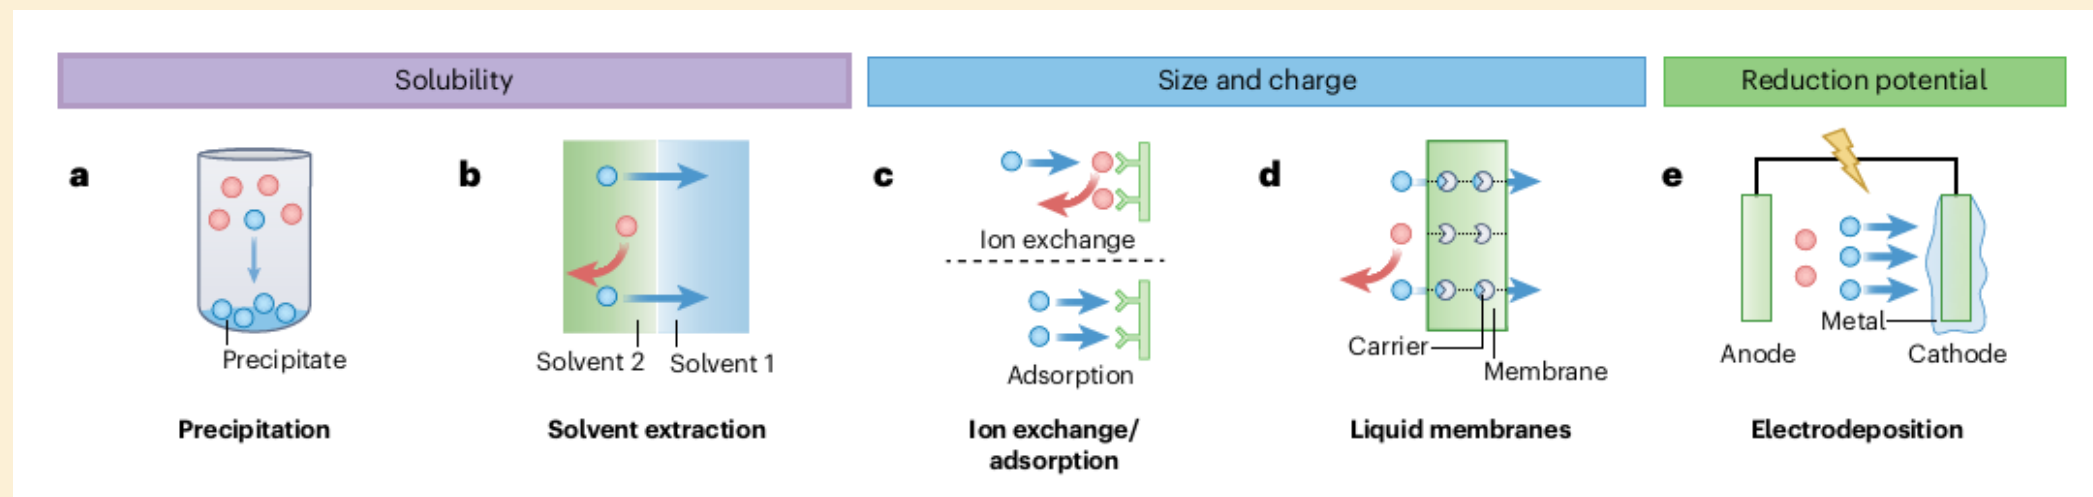 Solubility
Size and charge
Reduction potential
a
Precipitate
Precipitation
b
Solvent 2
Solvent 1
Solvent extraction
c
Ion exchange
Adsorption
Ion exchange/
adsorption
d
Carrier
Membrane
Liquid membranes
e
Metal
Anode
Cathode
Electrodeposition